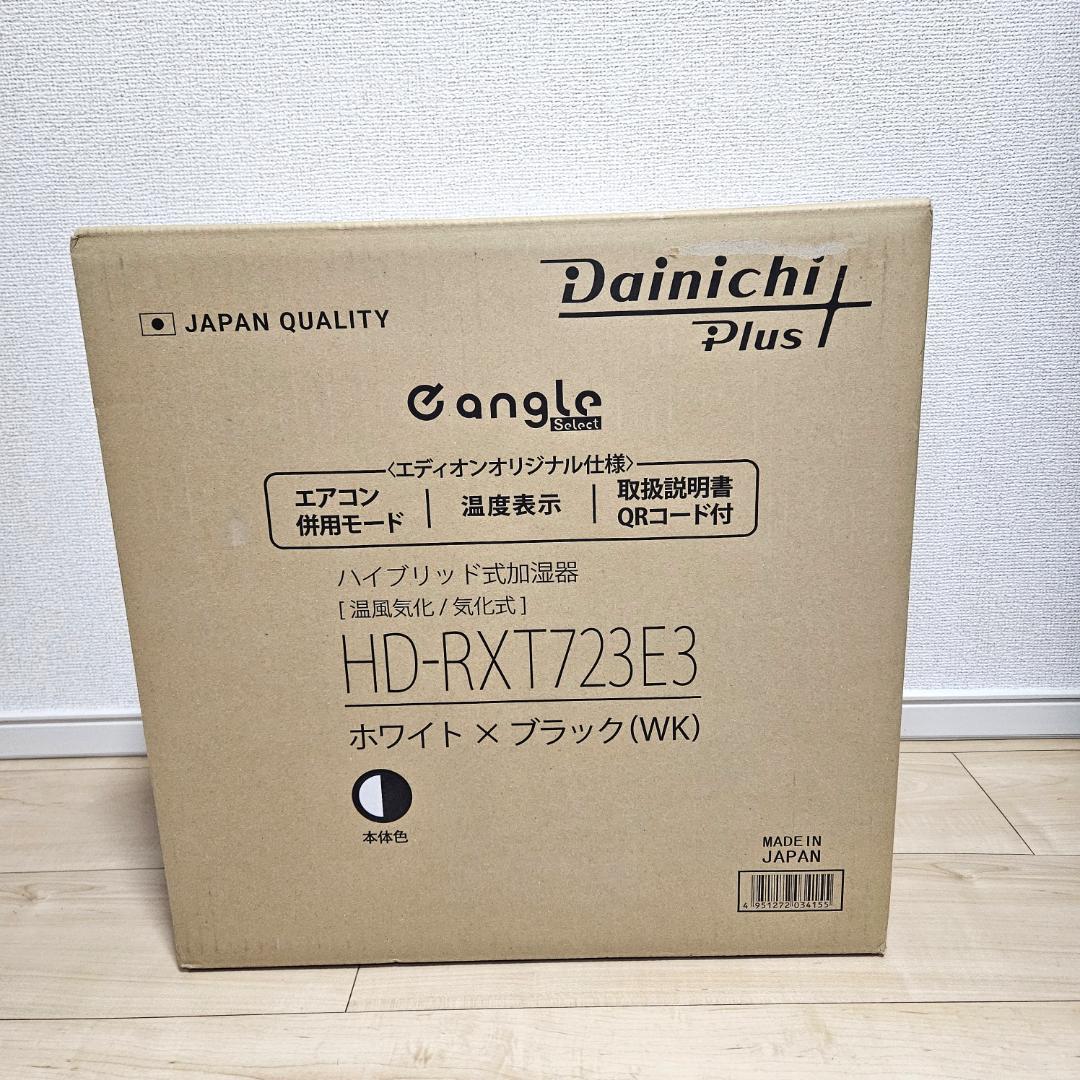 JAPAN QUALITY
Dainichi
Plus
e angle
Select
〈エディオンオリジナル仕様〉
エアコン
併用モード
温度表示
取扱説明書
QRコード付
ハイブリッド式加湿器
[ 温風気化 / 気化式 ]
HD-RXT723E3
ホワイト × ブラック(WK)
本体色
MADE IN
JAPAN
4 951272 034155